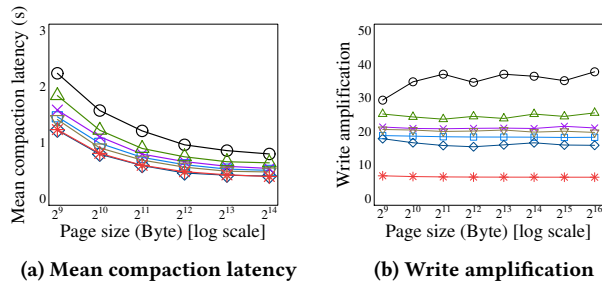 Mean compaction latency (s)
3
2
1
0
2^9 2^10 2^11 2^12 2^13 2^14
Page size (Byte) [log scale]
(a) Mean compaction latency
Write amplification
50
40
30
20
10
0
2^9 2^10 2^11 2^12 2^13 2^14 2^15 2^16
Page size (Byte) [log scale]
(b) Write amplification